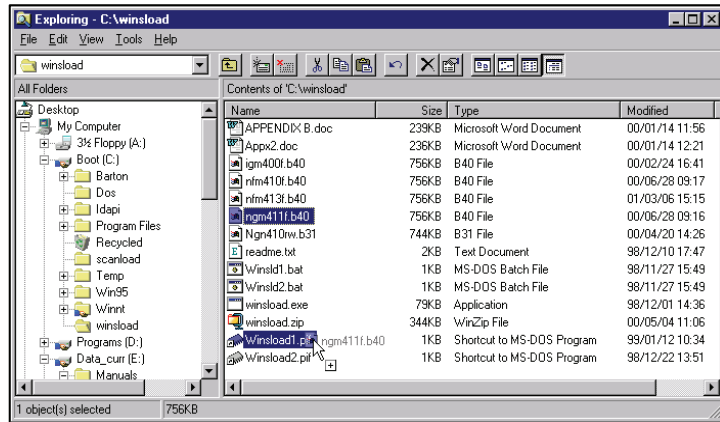 Exploring - C:\winsload
File Edit View Tools Help
winsload
All Folders
Contents of 'C:\winsload'
Desktop
My Computer
3½ Floppy (A:)
Boot (C:)
Barton
Dos
Idapi
Program Files
Recycled
scanload
Temp
Win95
Winnt
winsload
Programs (D:)
Data_curr (E:)
Manuals
Name Size Type Modified
APPENDIX B.doc 239KB Microsoft Word Document 00/01/14 11:56
Appx2.doc 236KB Microsoft Word Document 00/01/14 12:21
igm400f.b40 756KB B40 File 00/02/24 16:41
nfm410f.b40 756KB B40 File 00/06/28 09:17
nfm413f.b40 756KB B40 File 01/03/06 15:15
ngm411f.b40 756KB B40 File 00/06/28 09:16
Ngn410rw.b31 744KB B31 File 00/04/20 14:26
readme.txt 2KB Text Document 98/12/10 17:47
Winsld1.bat 1KB MS-DOS Batch File 98/11/27 15:49
Winsld2.bat 1KB MS-DOS Batch File 98/11/27 15:49
winsload.exe 79KB Application 98/12/01 14:36
winsload.zip 344KB WinZip File 00/05/04 11:06
Winsload1.pif ngm411f.b40 1KB Shortcut to MS-DOS Program 99/01/12 10:34
Winsload2.pif 1KB Shortcut to MS-DOS Program 98/12/22 13:51
1 object(s) selected 756KB